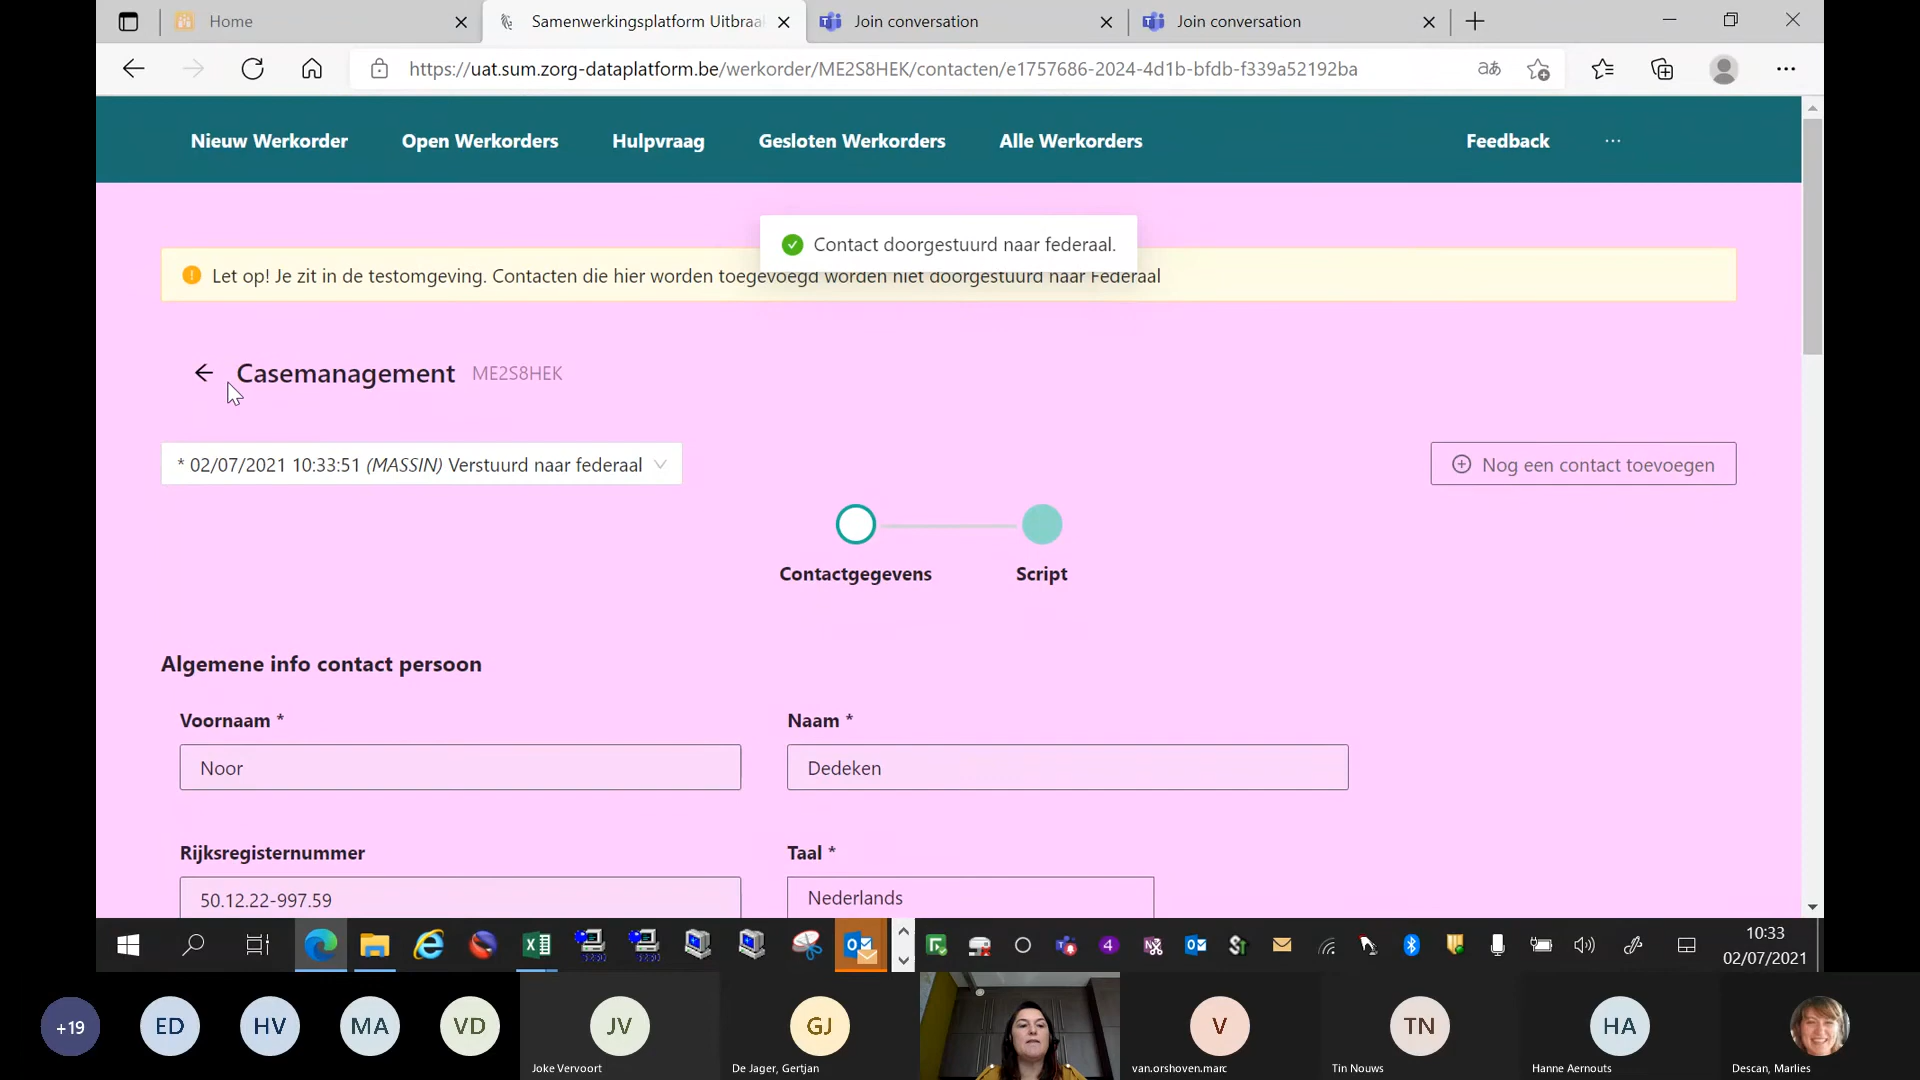 Home
Samenwerkingsplatform Uitbraa
Join conversation
Join conversation
https://uat.sum.zorg-dataplatform.be/werkorder/ME2S8HEK/contacten/e1757686-2024-4d1b-bfdb-f339a52192ba
aあ
Nieuw Werkorder
Open Werkorders
Hulpvraag
Gesloten Werkorders
Alle Werkorders
Feedback
...
Contact doorgestuurd naar federaal.
Let op! Je zit in de testomgeving. Contacten die hier worden toegevoegd worden niet doorgestuurd naar Federaal
Casemanagement ME2S8HEK
* 02/07/2021 10:33:51 (MASSIN) Verstuurd naar federaal
Nog een contact toevoegen
Contactgegevens
Script
Algemene info contact persoon
Voornaam *
Naam *
Noor
Dedeken
Rijksregisternummer
Taal *
50.12.22-997.59
Nederlands
10:33
02/07/2021
+19
ED
HV
MA
VD
JV
GJ
V
TN
HA
Joke Vervoort
De Jager, Gertjan
van.orshoven.marc
Tin Nouws
Hanne Aernouts
Descan, Marlies